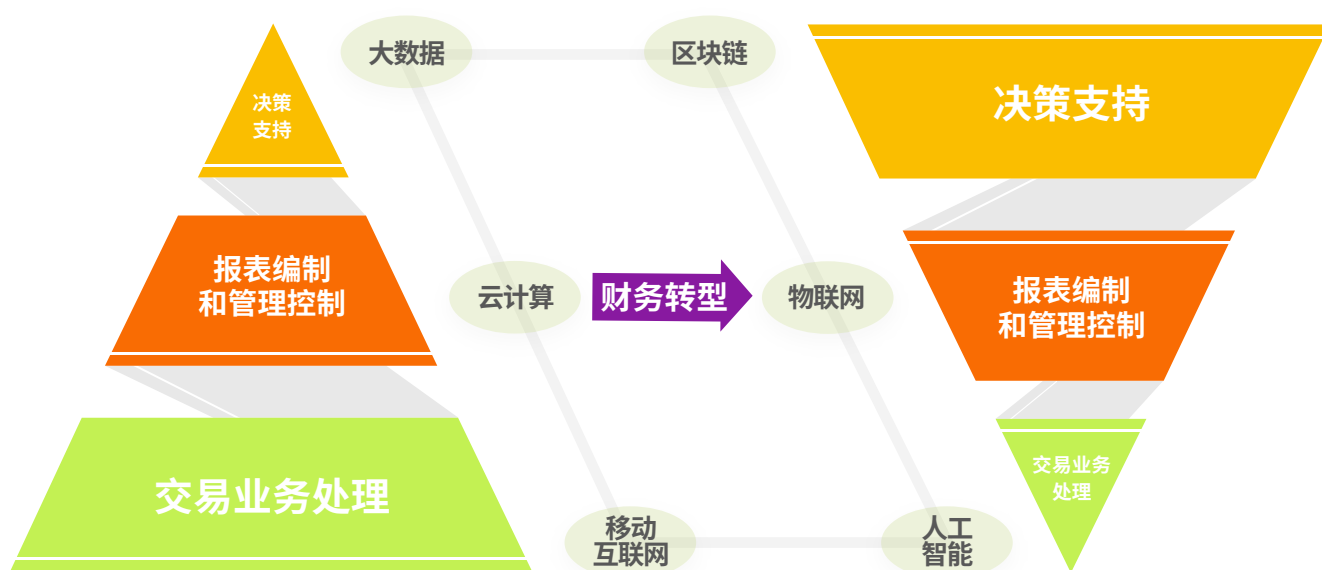 决策
支持
报表编制
和管理控制
交易业务处理
大数据
区块链
云计算
财务转型
物联网
移动
互联网
人工
智能
决策支持
报表编制
和管理控制
交易业务
处理